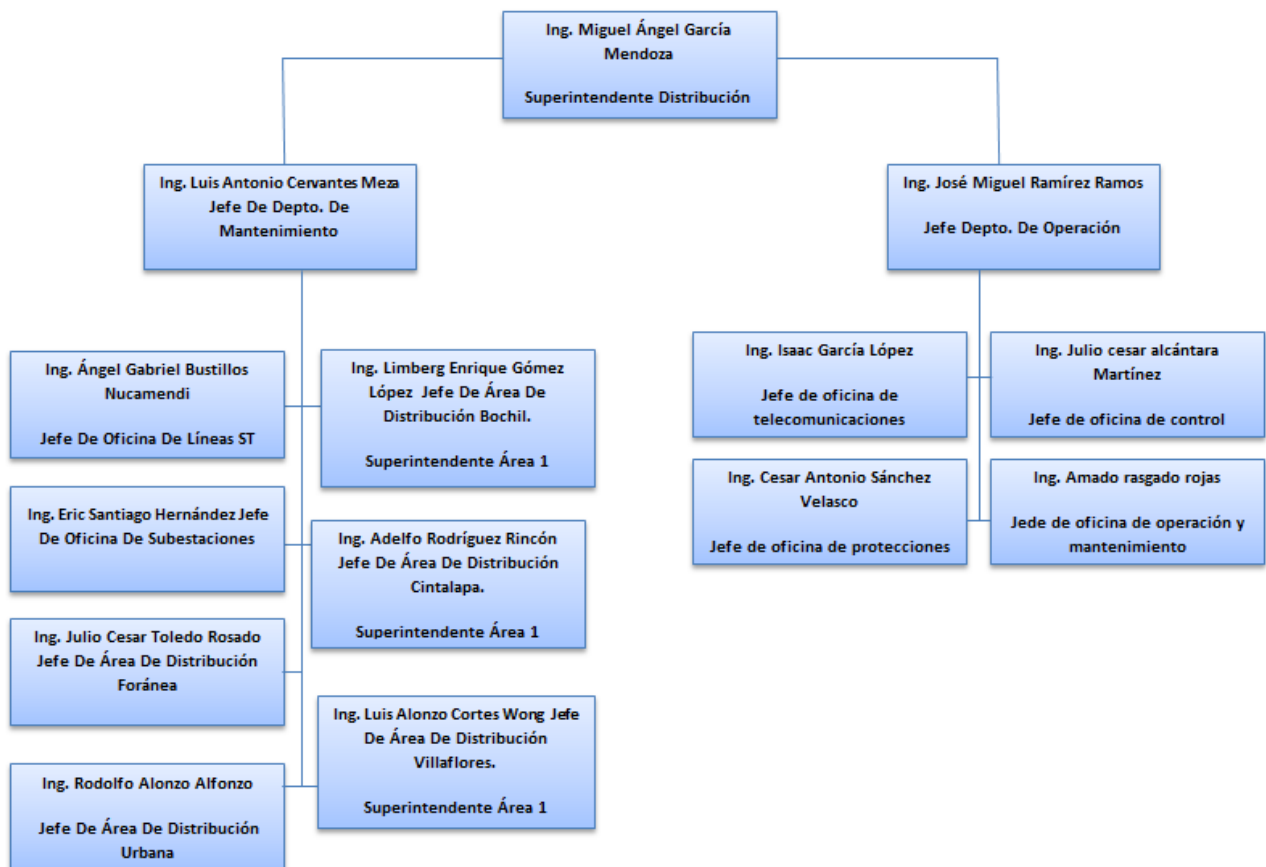 Ing. Miguel Ángel García
Mendoza
Superintendente Distribución
Ing. Luis Antonio Cervantes Meza
Jefe De Depto. De
Mantenimiento
Ing. José Miguel Ramírez Ramos
Jefe Depto. De Operación
Ing. Ángel Gabriel Bustillos
Nucamendi
Jefe De Oficina De Líneas ST
Ing. Limberg Enrique Gómez
López Jefe De Área De
Distribución Bochil.
Superintendente Área 1
Ing. Eric Santiago Hernández Jefe
De Oficina De Subestaciones
Ing. Adelfo Rodríguez Rincón
Jefe De Área De Distribución
Cintalapa.
Superintendente Área 1
Ing. Julio Cesar Toledo Rosado
Jefe De Área De Distribución
Foránea
Ing. Luis Alonzo Cortes Wong Jefe
De Área De Distribución
Villaflores.
Superintendente Área 1
Ing. Rodolfo Alonzo Alfonzo
Jefe De Área De Distribución
Urbana
Ing. Isaac García López
Jefe de oficina de
telecomunicaciones
Ing. Julio cesar alcántara
Martínez
Jefe de oficina de control
Ing. Cesar Antonio Sánchez
Velasco
Jefe de oficina de protecciones
Ing. Amado rasgado rojas
Jede de oficina de operación y
mantenimiento